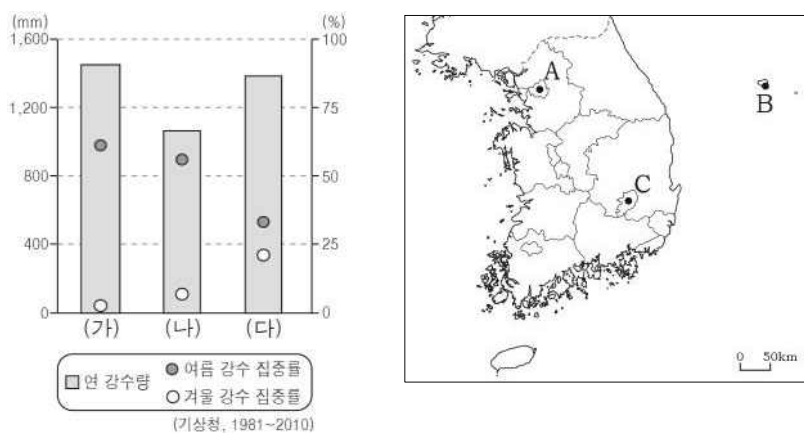 (mm)
(%)
1,600
100
1,200
75
800
50
400
25
0
0
(가)
(나)
(다)
연 강수량
여름 강수 집중률
겨울 강수 집중률
(기상청, 1981~2010)
A
B
C
0 50km